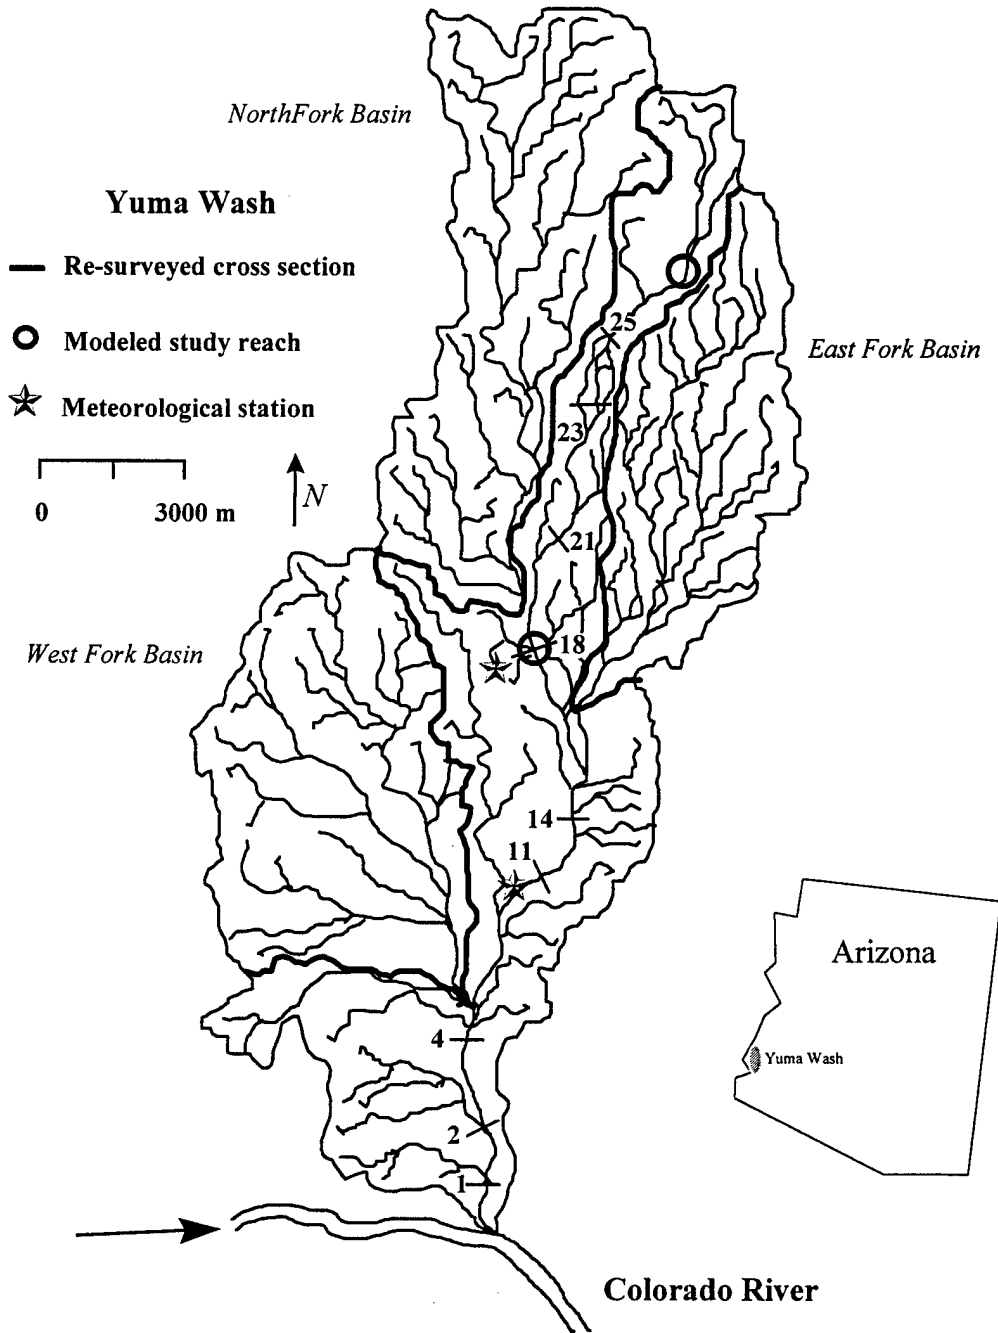 NorthFork Basin
Yuma Wash
Re-surveyed cross section
Modeled study reach
Meteorological station
0 3000 m
N
25
East Fork Basin
23
21
18
West Fork Basin
14
11
Arizona
Yuma Wash
4
2
1
Colorado River